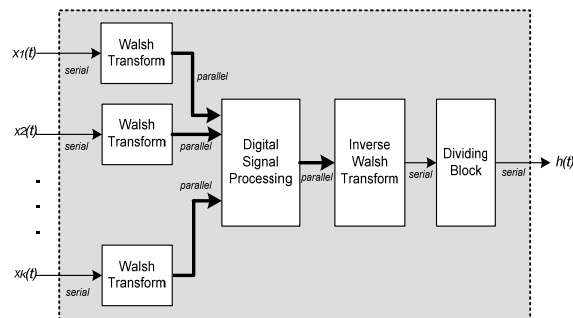 x1(t)
serial
Walsh
Transform
parallel
x2(t)
serial
Walsh
Transform
parallel
parallel
xk(t)
serial
Walsh
Transform
Digital
Signal
Processing
parallel
Inverse
Walsh
Transform
serial
Dividing
Block
serial
h(t)